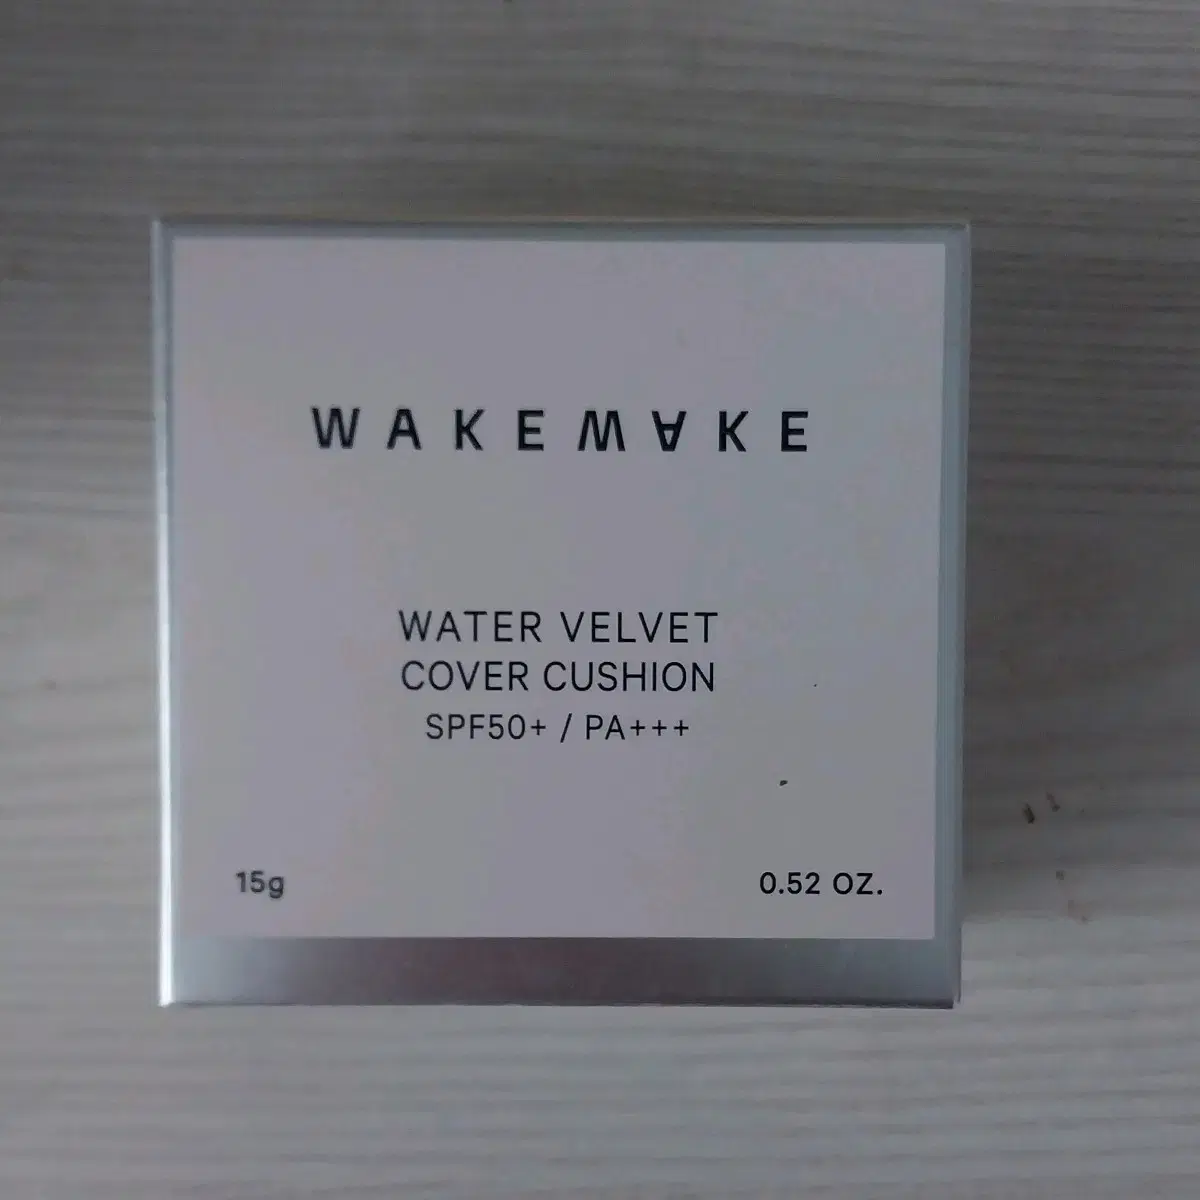 WAKEMAKE
WATER VELVET
COVER CUSHION
SPF50+ / PA+++
15g
0.52 OZ.